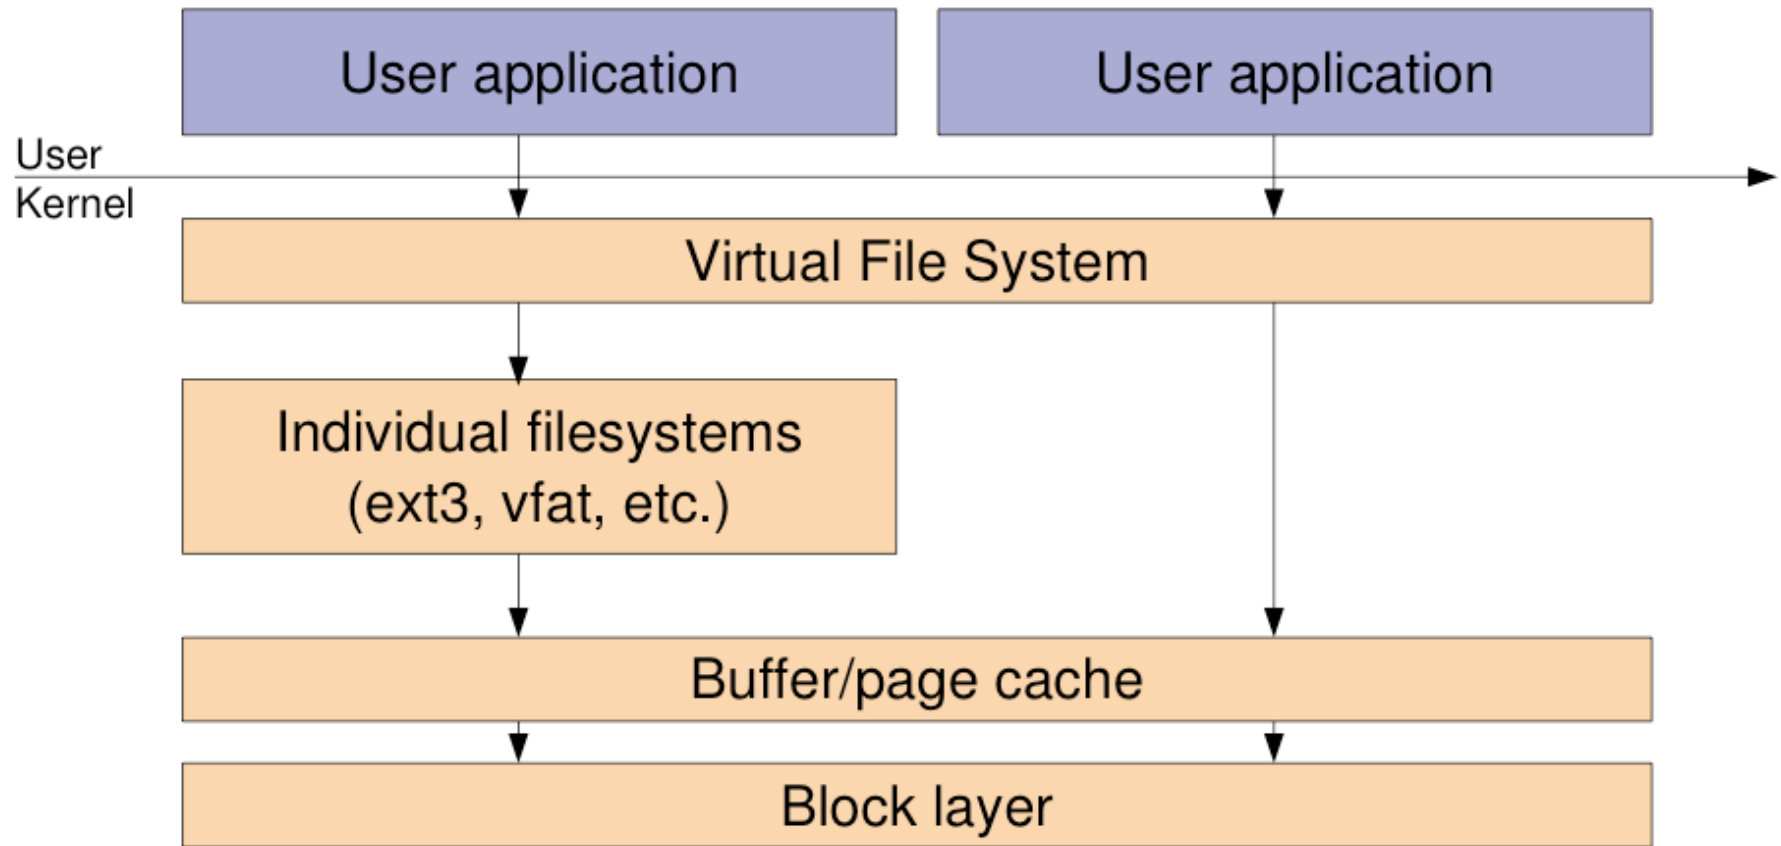 User application
User application
User
Kernel
Virtual File System
Individual filesystems
(ext3, vfat, etc.)
Buffer/page cache
Block layer